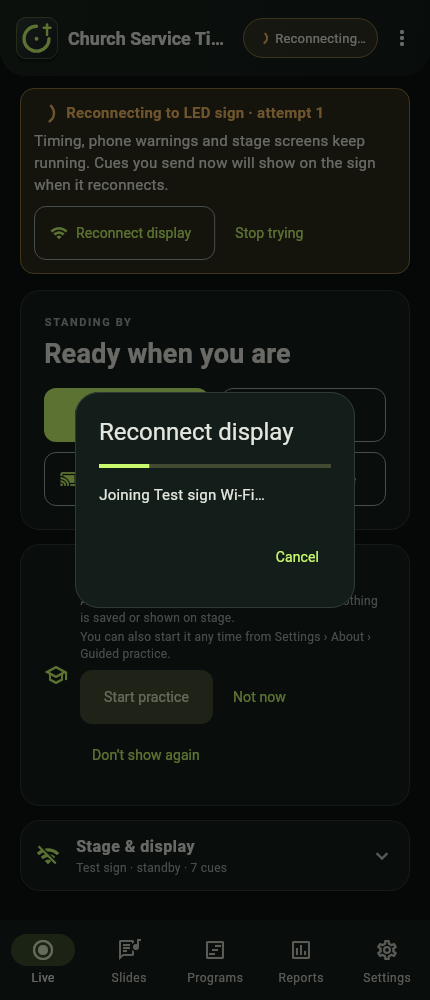 Church Service Ti...
Reconnecting...
Reconnecting to LED sign · attempt 1
Timing, phone warnings and stage screens keep
running. Cues you send now will show on the sign
when it reconnects.
Reconnect display
Stop trying
STANDING BY
Ready when you are
Reconnect display
Joining Test sign Wi-Fi...
Cancel
is saved or shown on stage.
You can also start it any time from Settings › About ›
Guided practice.
Start practice
Not now
Don't show again
Stage & display
Test sign · standby · 7 cues
Live
Slides
Programs
Reports
Settings